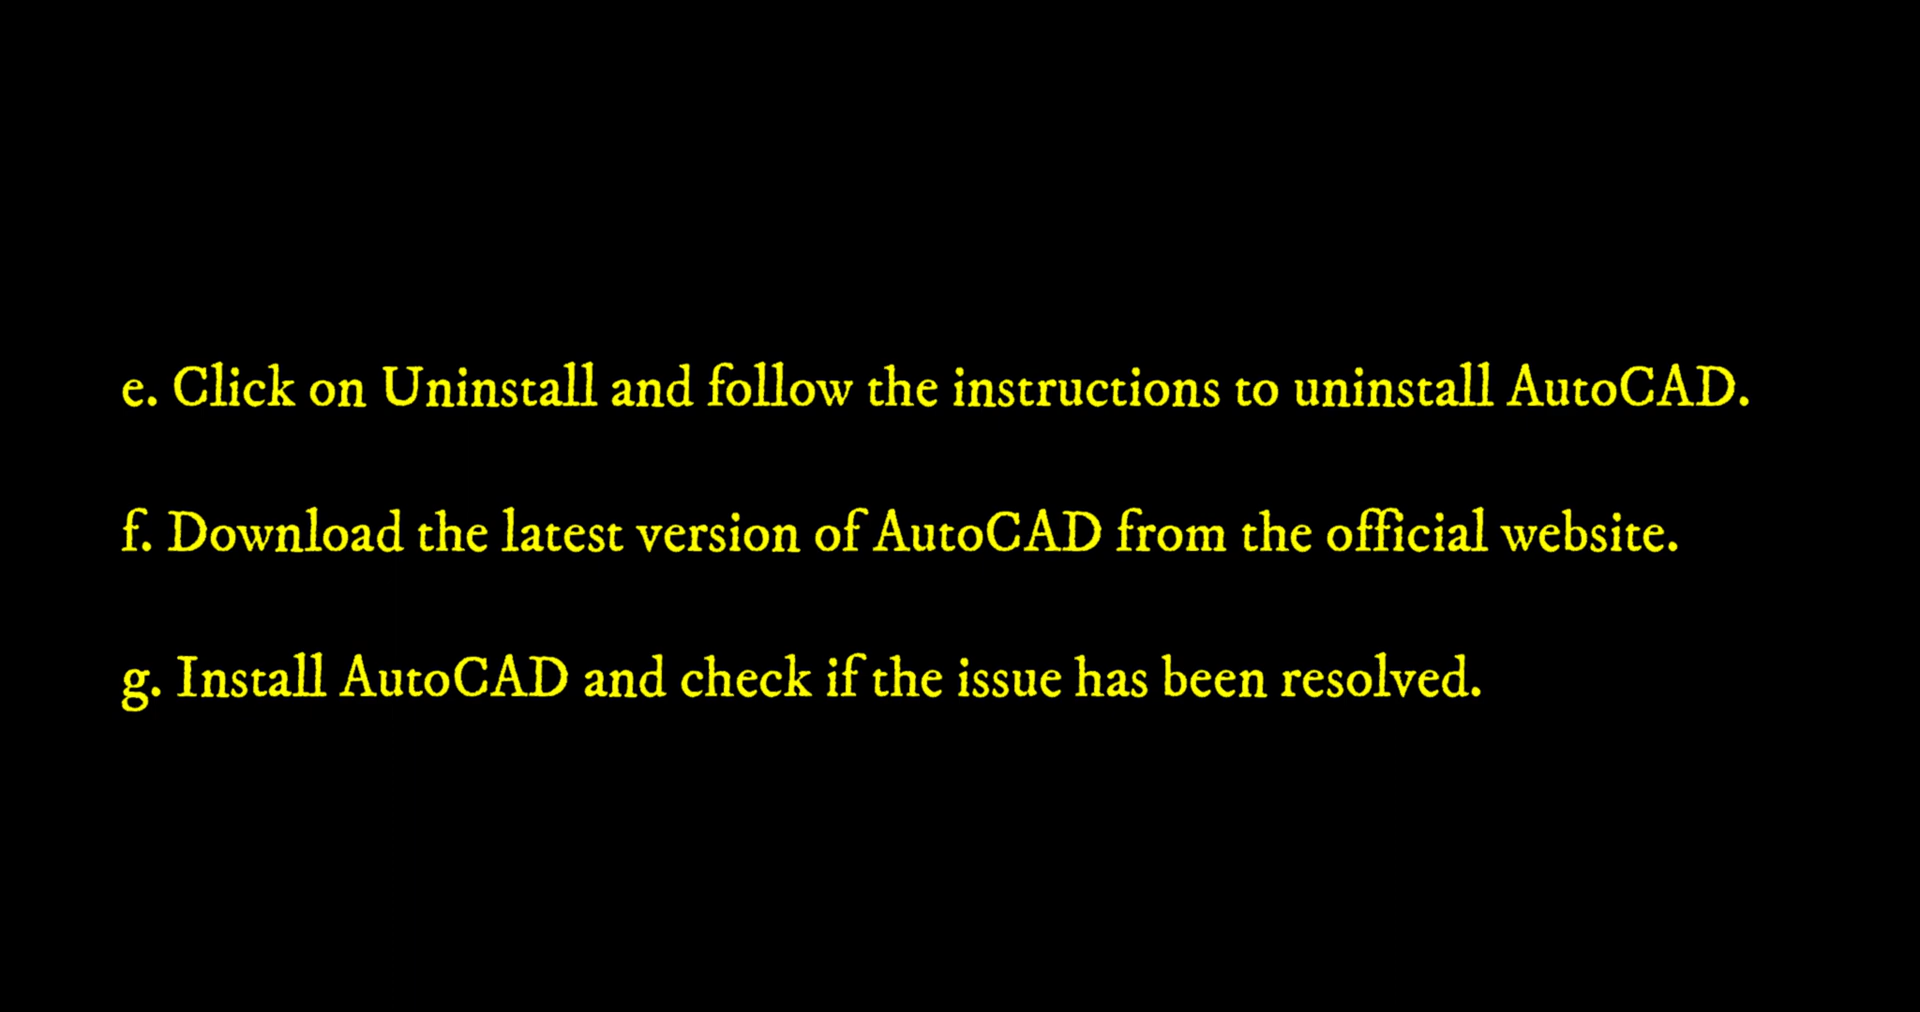 e. Click on Uninstall and follow the instructions to uninstall AutoCAD.
f. Download the latest version of AutoCAD from the official website.
g. Install AutoCAD and check if the issue has been resolved.